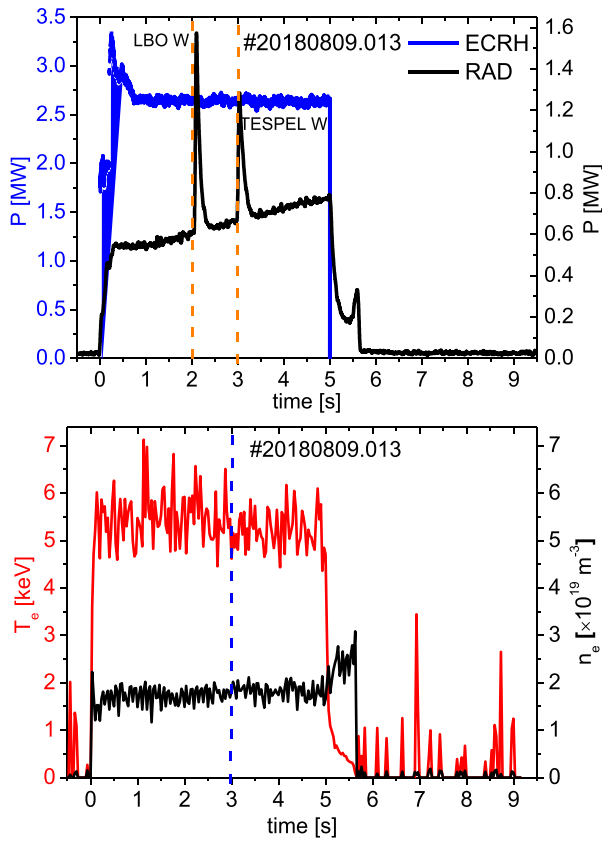 #20180809.013
ECRH
RAD
LBO W
TESPEL W
P [MW]
3.5
3.0
2.5
2.0
1.5
1.0
0.5
0.0
P [MW]
1.6
1.4
1.2
1.0
0.8
0.6
0.4
0.2
0.0
0 1 2 3 4 5 6 7 8 9
time [s]
#20180809.013
Te [keV]
7
6
5
4
3
2
1
0
ne [×10^19 m^-3]
7
6
5
4
3
2
1
0
0 1 2 3 4 5 6 7 8 9
time [s]